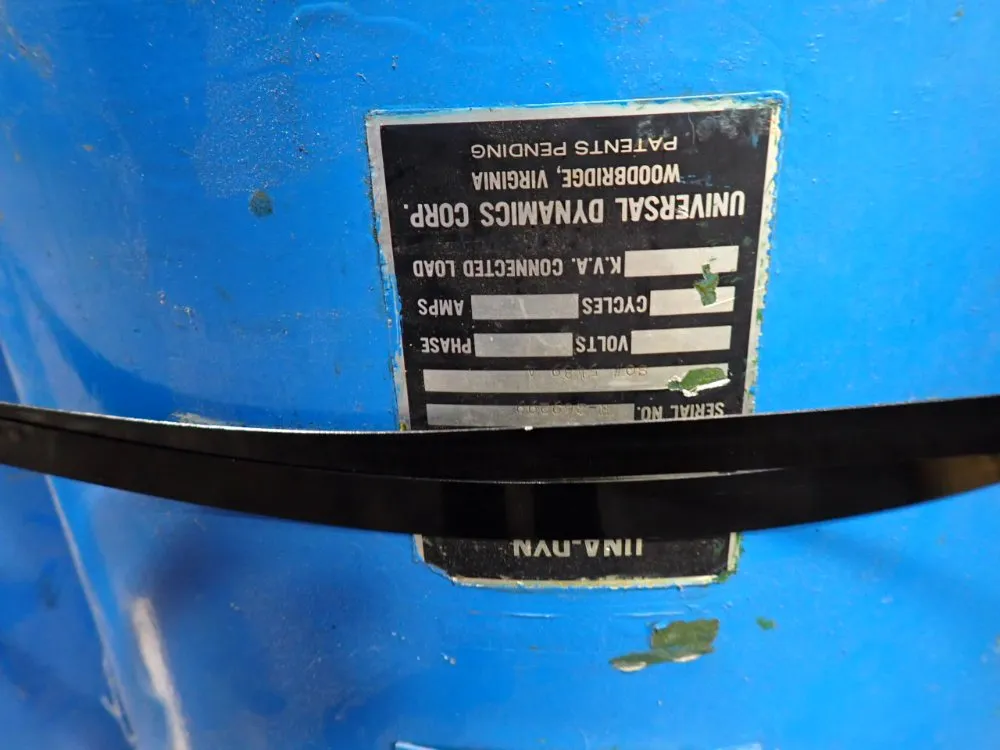 UNA-DYN
SERIAL NO.
VOLTS PHASE
CYCLES AMPS
K.V.A. CONNECTED LOAD
UNIVERSAL DYNAMICS CORP.
WOODBRIDGE, VIRGINIA
PATENTS PENDING